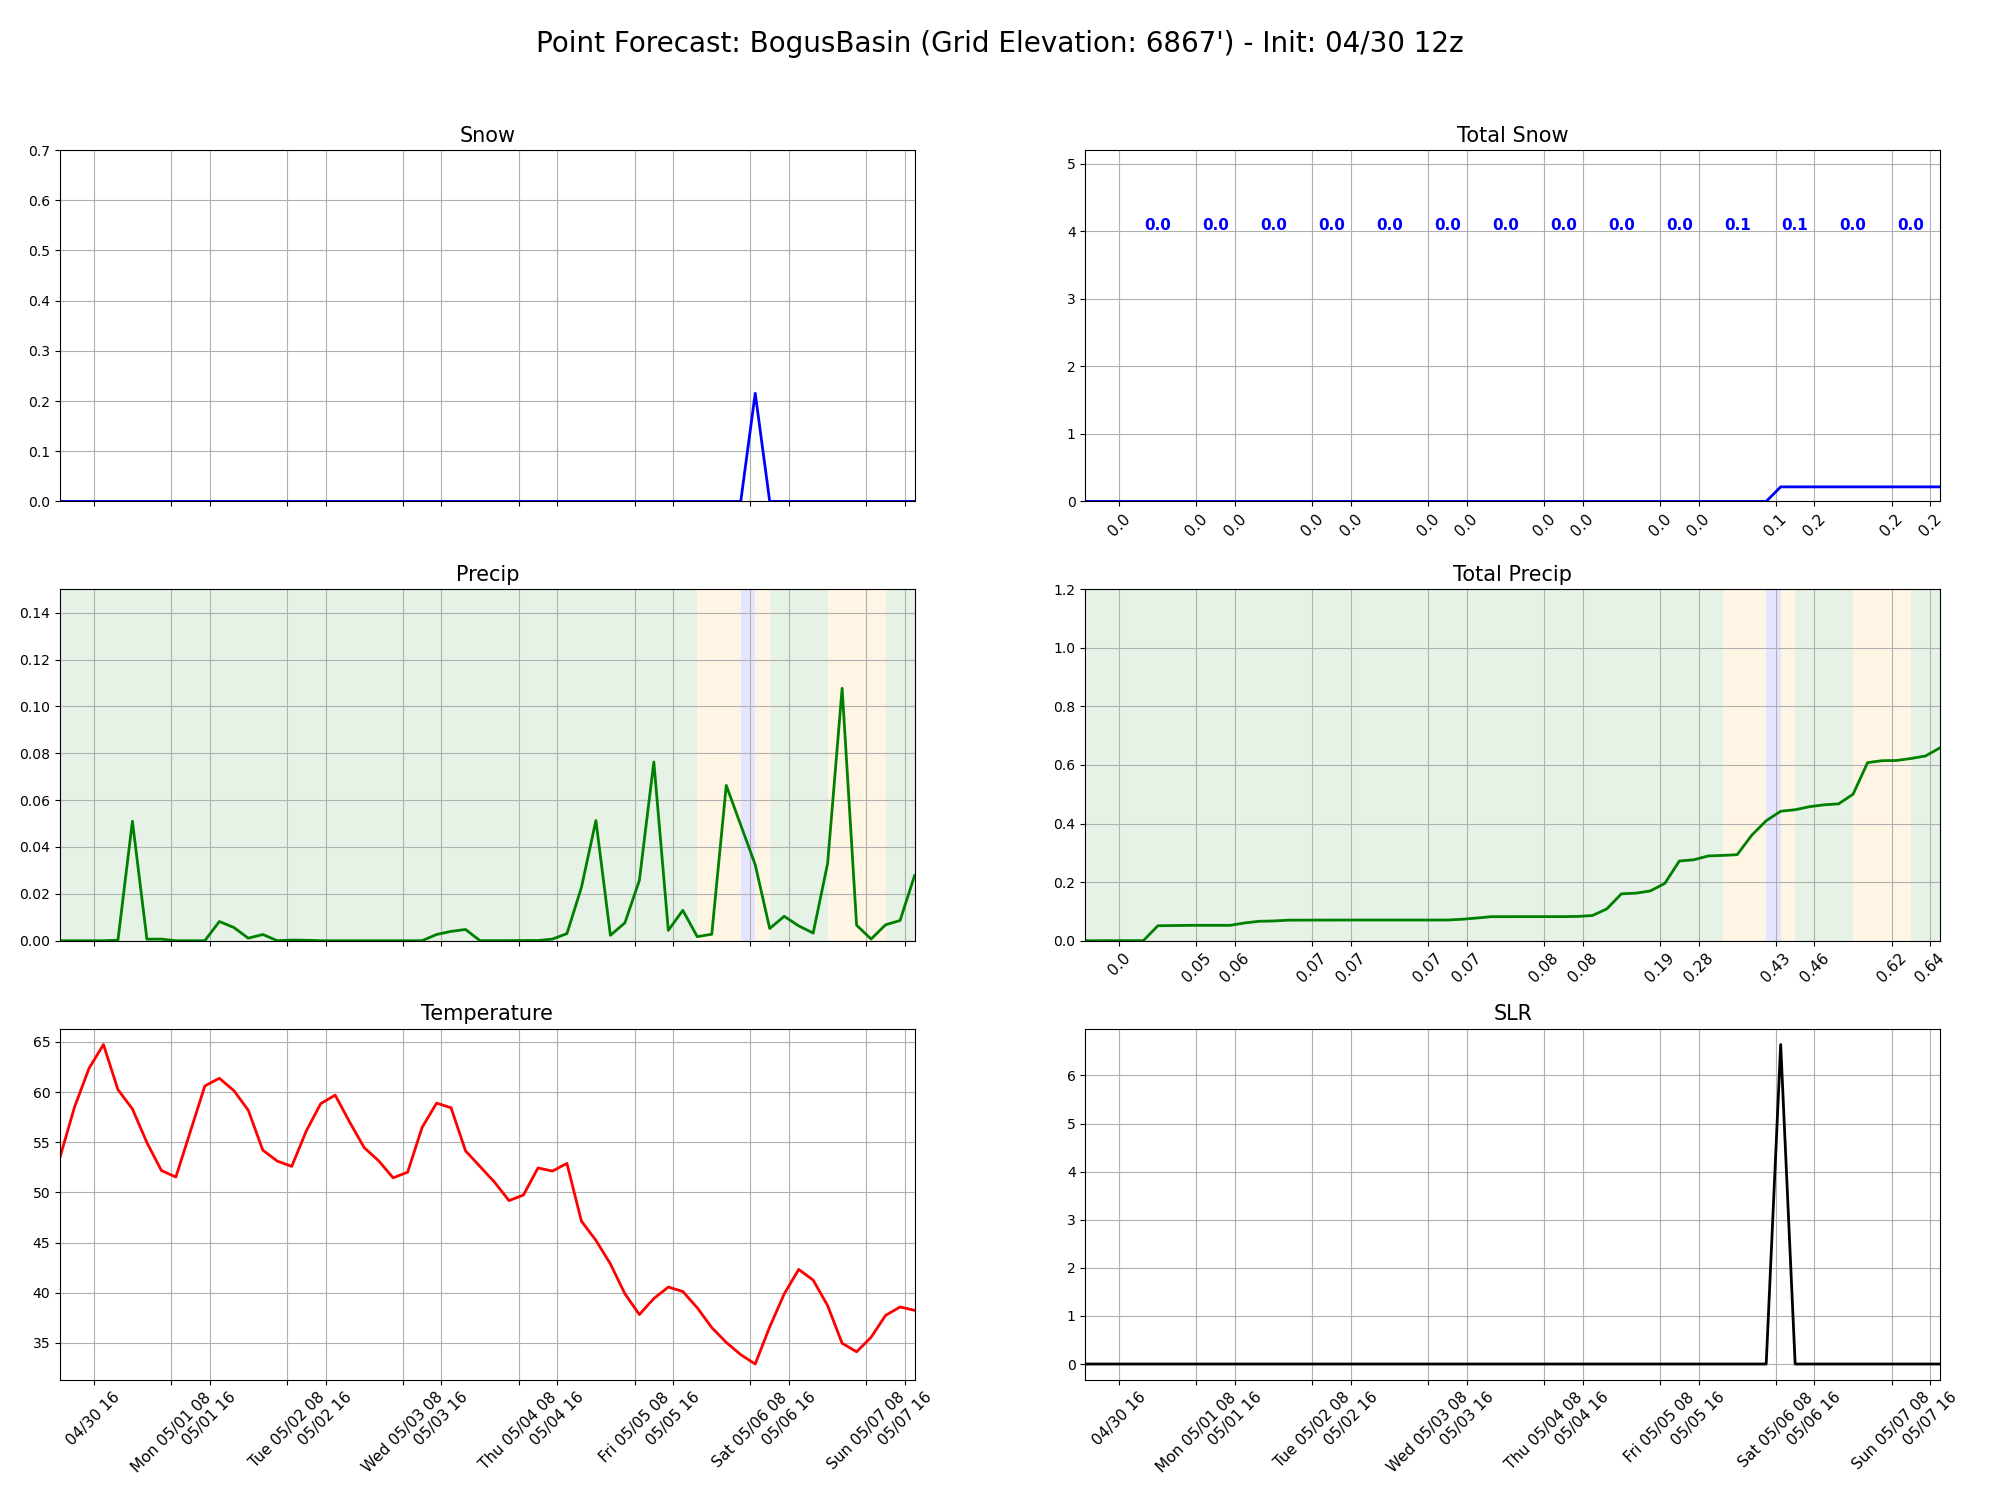 Point Forecast: BogusBasin (Grid Elevation: 6867') - Init: 04/30 12z
Snow
0.7
0.6
0.5
0.4
0.3
0.2
0.1
0.0
Total Snow
5
4
3
2
1
0
0.0 0.0 0.0 0.0 0.0 0.0 0.0 0.0 0.0 0.0 0.1 0.1 0.0 0.0
0.0 0.0 0.0 0.0 0.0 0.0 0.0 0.0 0.0 0.0 0.0 0.1 0.2 0.2 0.2
Precip
0.14
0.12
0.10
0.08
0.06
0.04
0.02
0.00
Total Precip
1.2
1.0
0.8
0.6
0.4
0.2
0.0
0.0 0.05 0.06 0.07 0.07 0.07 0.07 0.08 0.08 0.19 0.28 0.43 0.46 0.62 0.64
Temperature
65
60
55
50
45
40
35
04/30 16
Mon 05/01 08
05/01 16
Tue 05/02 08
05/02 16
Wed 05/03 08
05/03 16
Thu 05/04 08
05/04 16
Fri 05/05 08
05/05 16
Sat 05/06 08
05/06 16
Sun 05/07 08
05/07 16
SLR
6
5
4
3
2
1
0
04/30 16
Mon 05/01 08
05/01 16
Tue 05/02 08
05/02 16
Wed 05/03 08
05/03 16
Thu 05/04 08
05/04 16
Fri 05/05 08
05/05 16
Sat 05/06 08
05/06 16
Sun 05/07 08
05/07 16